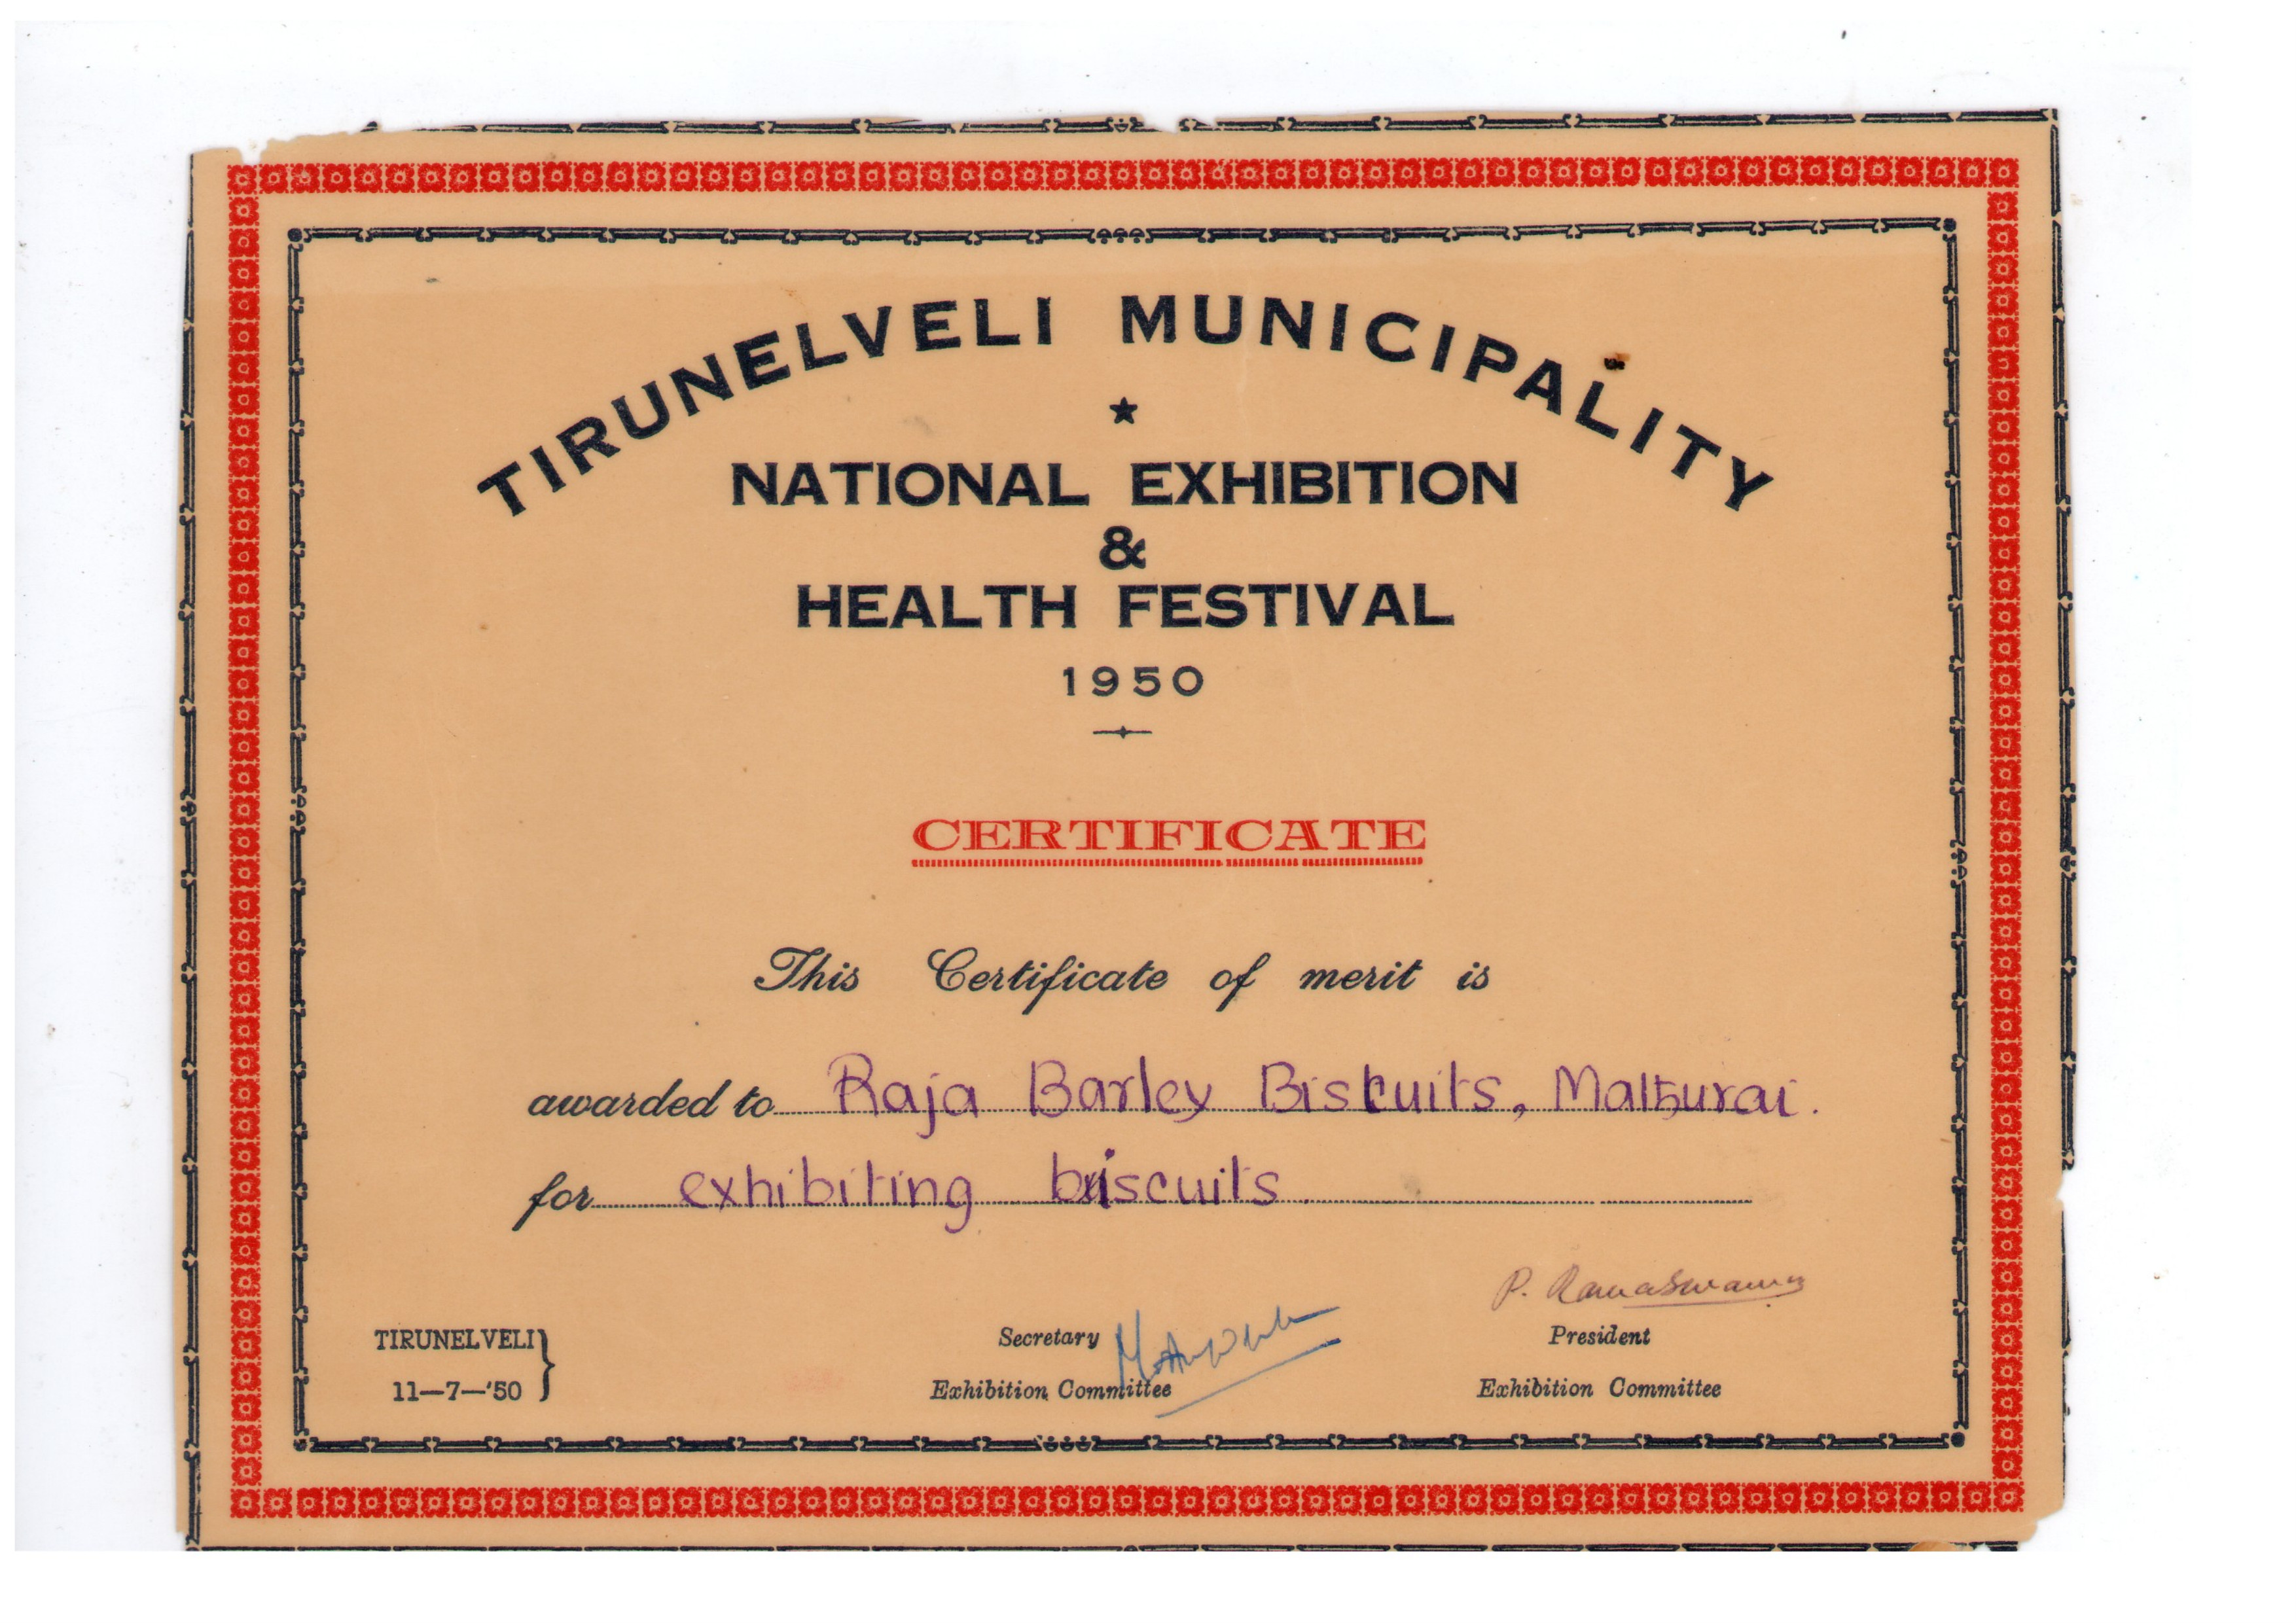 TIRUNELVELI MUNICIPALITY
NATIONAL EXHIBITION
&
HEALTH FESTIVAL
1950
CERTIFICATE
This Certificate of merit is
awarded to Raja Barley Biscuits, Mathurai.
for exhibiting biscuits
P. Ramaswamy
TIRUNELVELI
11—7—'50
Secretary
Exhibition Committee
President
Exhibition Committee